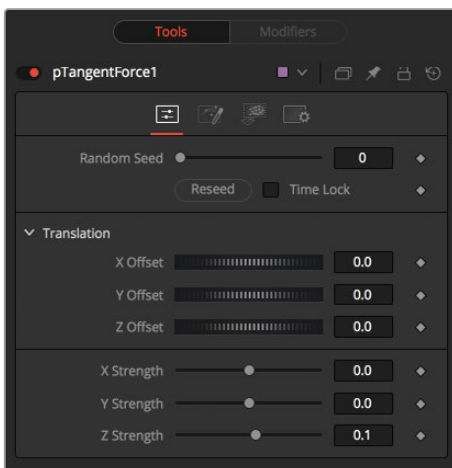 Tools Modifiers
pTangentForce1
Random Seed 0
Reseed Time Lock
Translation
X Offset 0.0
Y Offset 0.0
Z Offset 0.0
X Strength 0.0
Y Strength 0.0
Z Strength 0.1